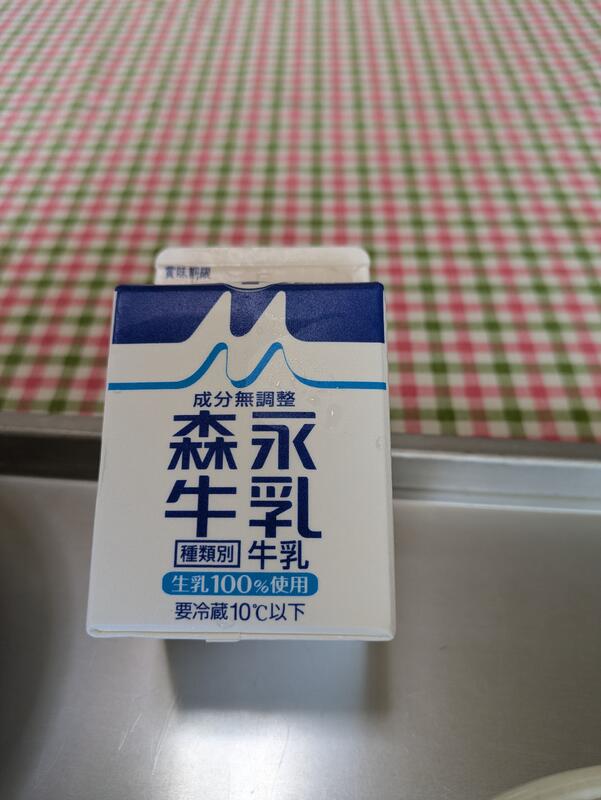 賞味期限
成分無調整
森永
牛乳
種類別 牛乳
生乳100%使用
要冷蔵10℃以下